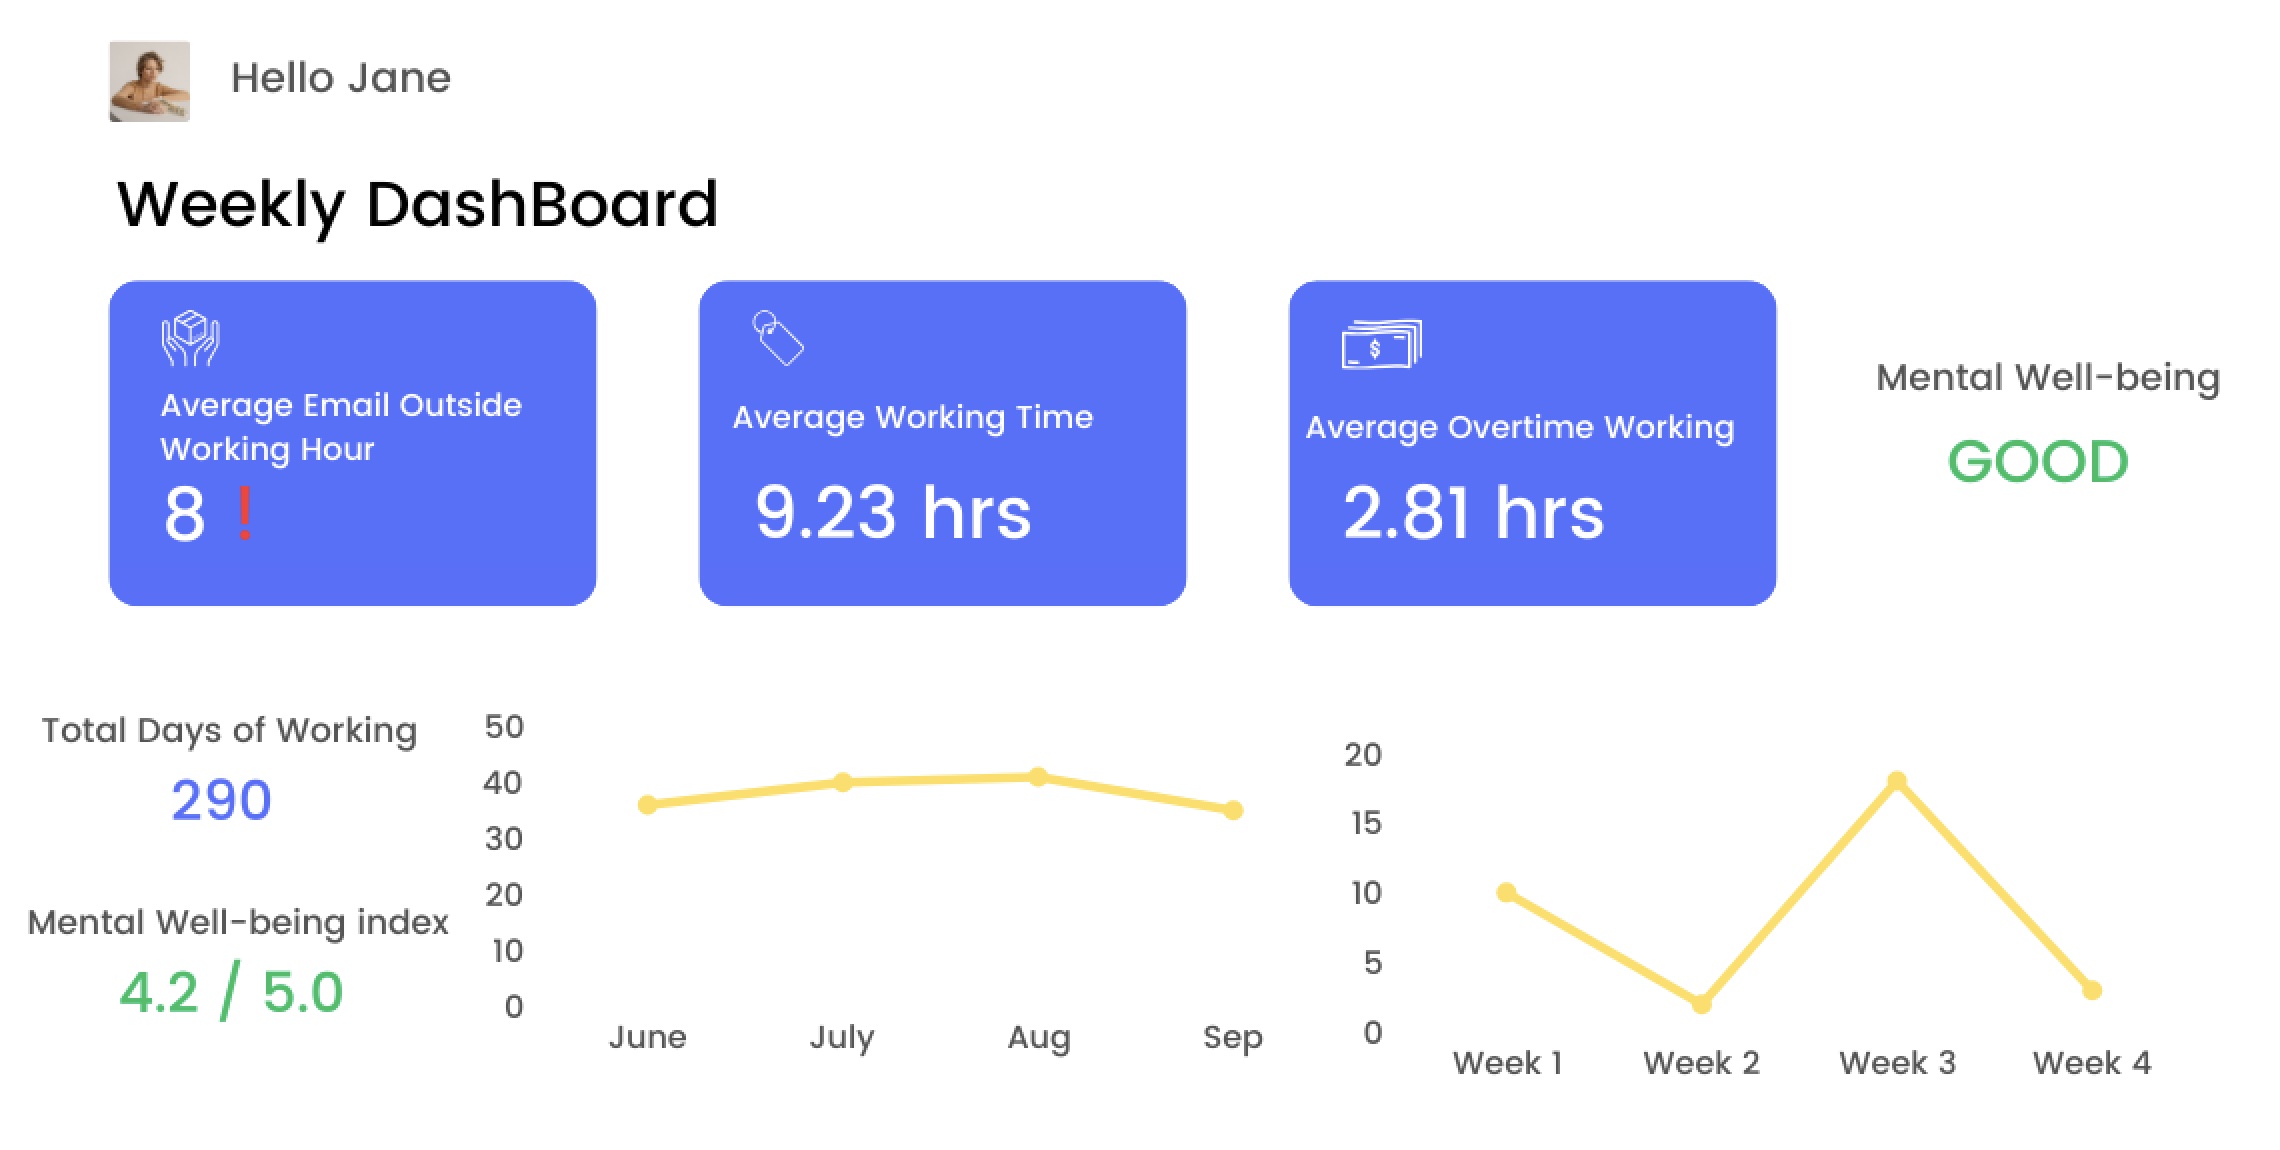 Hello Jane
Weekly DashBoard
Average Email Outside
Working Hour
8 !
Average Working Time
9.23 hrs
$
Average Overtime Working
2.81 hrs
Mental Well-being
GOOD
Total Days of Working
290
Mental Well-being index
4.2 / 5.0
50
40
30
20
10
0
June July Aug Sep
20
15
10
5
0
Week 1 Week 2 Week 3 Week 4